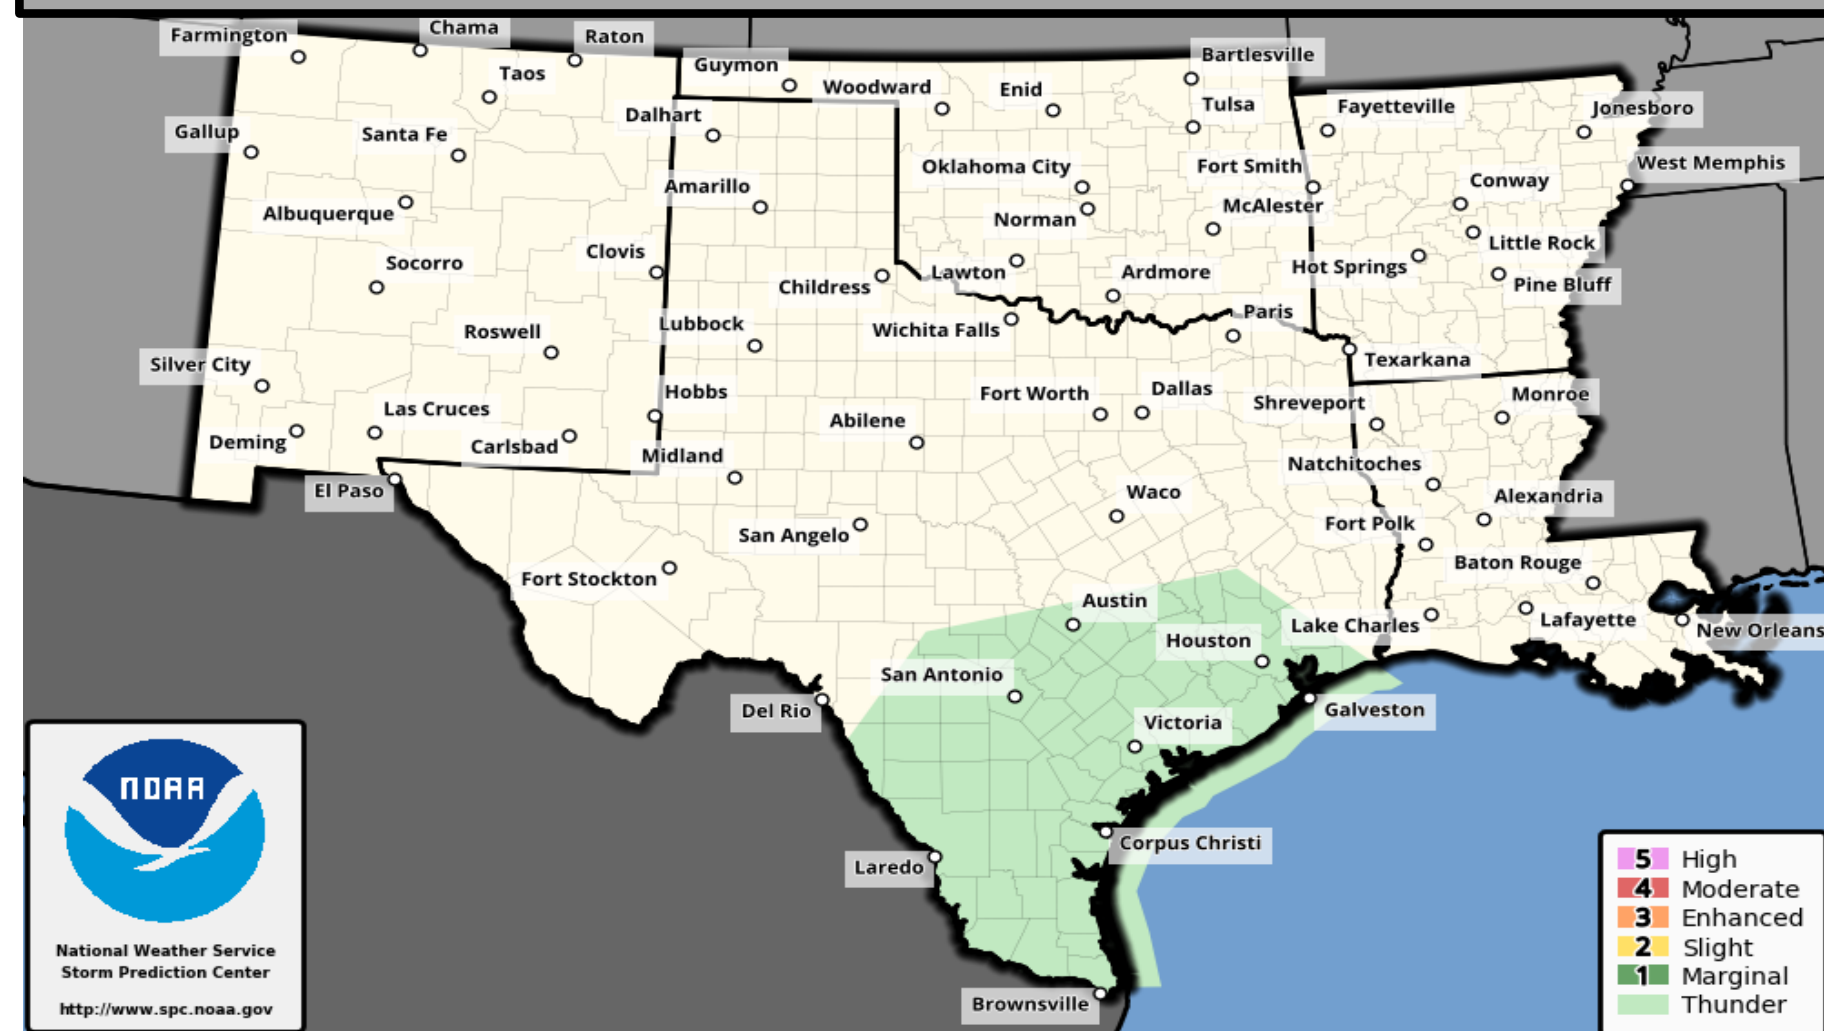 Farmington
Chama
Raton
Taos
Guymon
Woodward
Enid
Bartlesville
Tulsa
Fayetteville
Jonesboro
Dalhart
Gallup
Santa Fe
Oklahoma City
Fort Smith
West Memphis
Conway
Amarillo
Albuquerque
Norman
McAlester
Little Rock
Clovis
Socorro
Childress
Lawton
Ardmore
Hot Springs
Pine Bluff
Roswell
Lubbock
Wichita Falls
Paris
Texarkana
Silver City
Hobbs
Fort Worth
Dallas
Shreveport
Monroe
Las Cruces
Abilene
Deming
Carlsbad
Midland
Natchitoches
El Paso
Waco
Alexandria
San Angelo
Fort Polk
Fort Stockton
Baton Rouge
Austin
Houston
Lake Charles
Lafayette
New Orleans
San Antonio
Del Rio
Victoria
Galveston
Corpus Christi
Laredo
Brownsville
NOAA
National Weather Service
Storm Prediction Center
http://www.spc.noaa.gov
5 High
4 Moderate
3 Enhanced
2 Slight
1 Marginal
Thunder